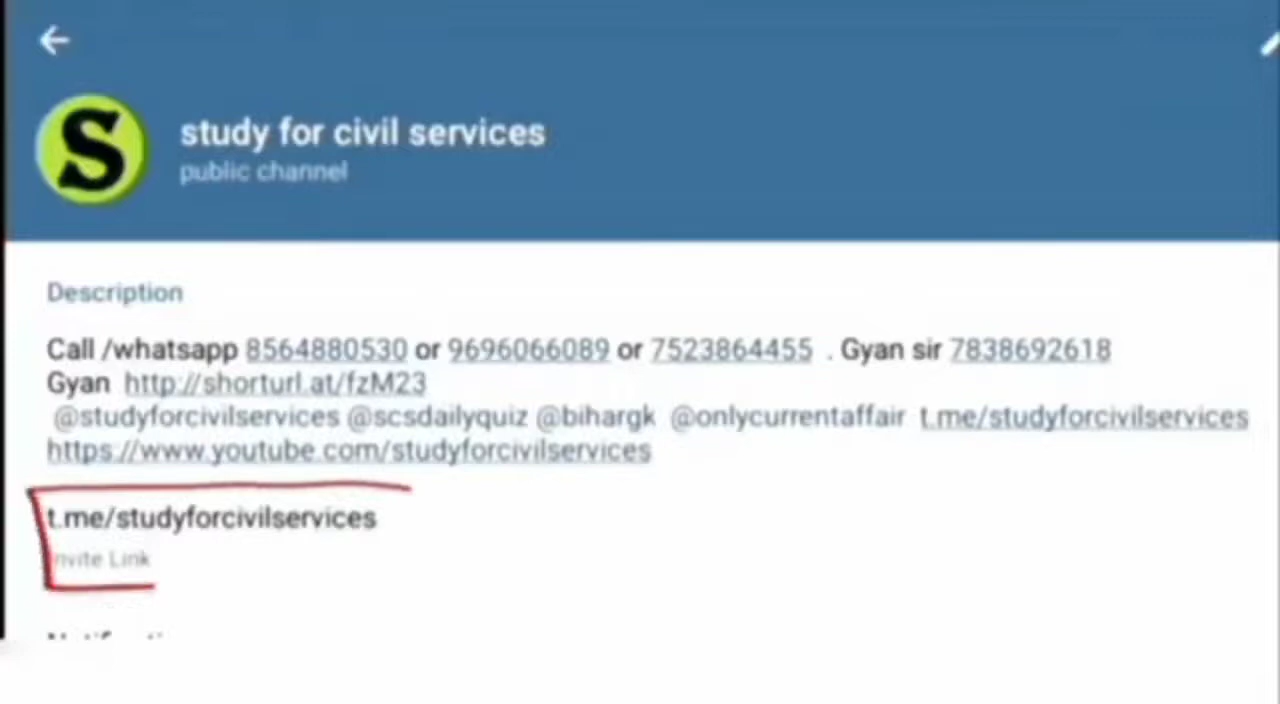 S
study for civil services
public channel
Description
Call /whatsapp 8564880530 or 9696066089 or 7523864455 . Gyan sir 7838692618
Gyan http://shorturl.at/fzM23
@studyforcivilservices @scsdailyquiz @bihargk @onlycurrentaffair t.me/studyforcivilservices
https://www.youtube.com/studyforcivilservices
t.me/studyforcivilservices
Invite Link